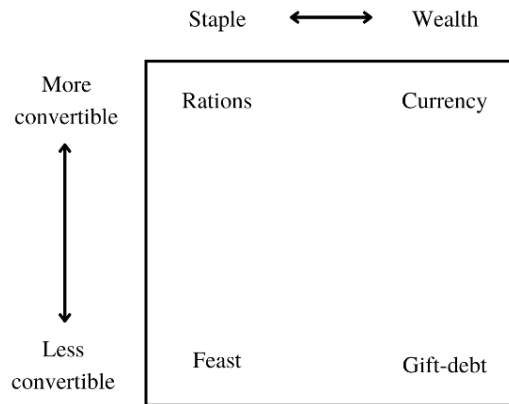 Staple Wealth
More
convertible
Rations Currency
Less
convertible
Feast Gift-debt